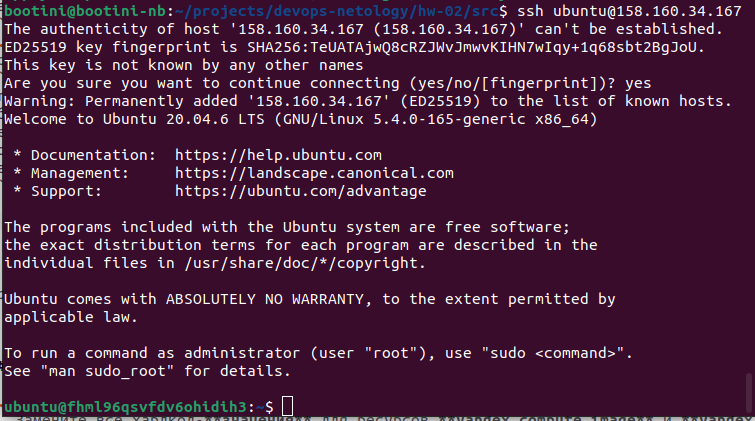 bootini@bootini-nb:~/projects/devops-netology/hw-02/src$ ssh ubuntu@158.160.34.167
The authenticity of host '158.160.34.167 (158.160.34.167)' can't be established.
ED25519 key fingerprint is SHA256:TeUATAjwQ8cRZJWvJmwvKIHN7wIqy+1q68sbt2BgJoU.
This key is not known by any other names
Are you sure you want to continue connecting (yes/no/[fingerprint])? yes
Warning: Permanently added '158.160.34.167' (ED25519) to the list of known hosts.
Welcome to Ubuntu 20.04.6 LTS (GNU/Linux 5.4.0-165-generic x86_64)
* Documentation: https://help.ubuntu.com
* Management: https://landscape.canonical.com
* Support: https://ubuntu.com/advantage
The programs included with the Ubuntu system are free software;
the exact distribution terms for each program are described in the
individual files in /usr/share/doc/*/copyright.
Ubuntu comes with ABSOLUTELY NO WARRANTY, to the extent permitted by
applicable law.
To run a command as administrator (user "root"), use "sudo <command>".
See "man sudo_root" for details.
ubuntu@fhml96qsvfdv6ohidih3:~$